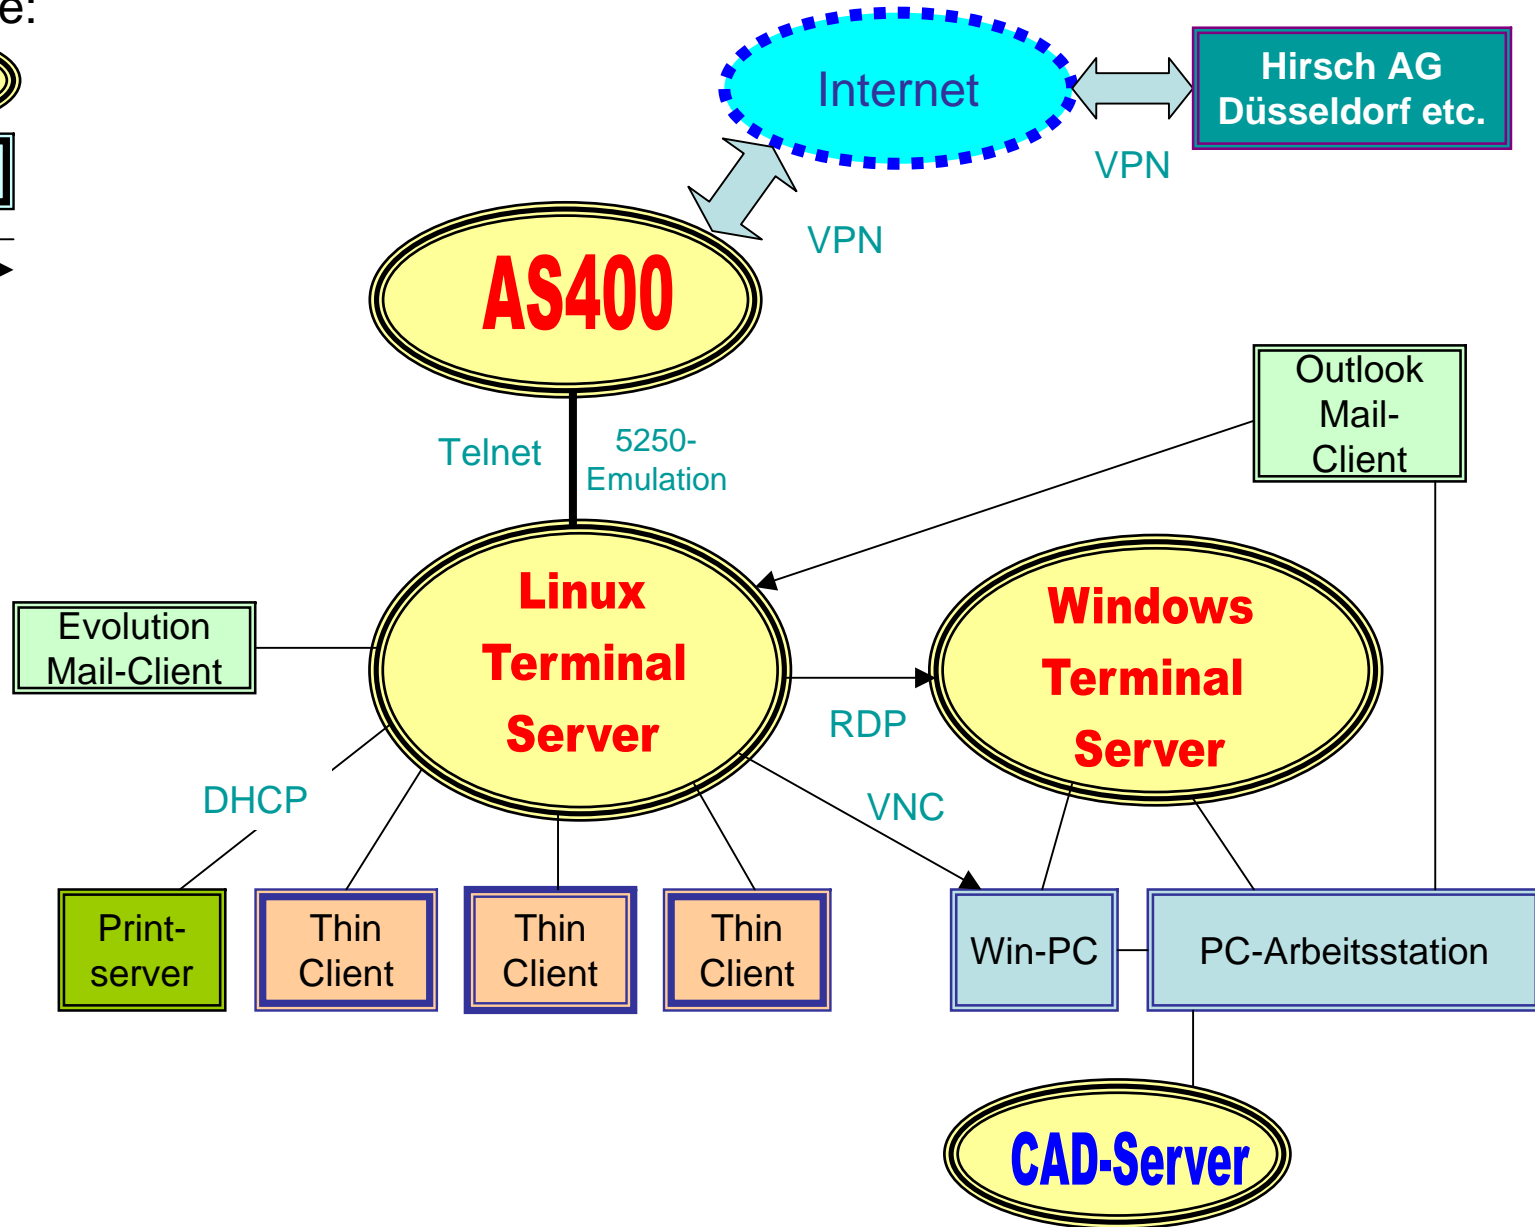 Internet
Hirsch AG
Düsseldorf etc.
VPN
VPN
AS400
Outlook
Mail-
Client
Telnet
5250-
Emulation
Linux
Terminal
Server
Windows
Terminal
Server
Evolution
Mail-Client
RDP
DHCP
VNC
Print-
server
Thin
Client
Thin
Client
Thin
Client
Win-PC
PC-Arbeitsstation
CAD-Server